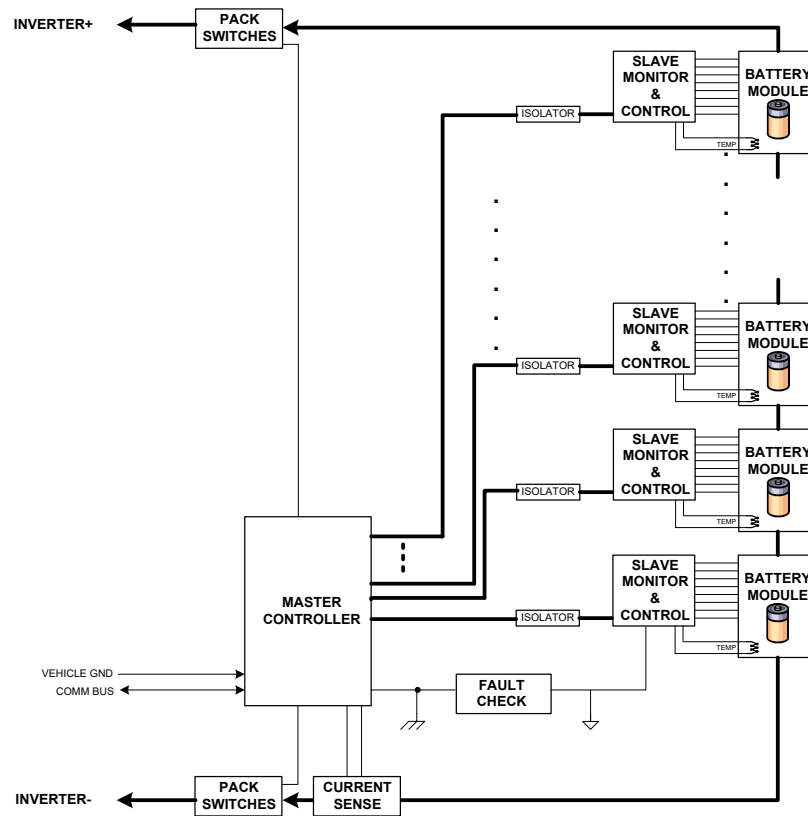 INVERTER+
PACK
SWITCHES
SLAVE
MONITOR
&
CONTROL
BATTERY
MODULE
ISOLATOR
TEMP
SLAVE
MONITOR
&
CONTROL
BATTERY
MODULE
ISOLATOR
TEMP
SLAVE
MONITOR
&
CONTROL
BATTERY
MODULE
ISOLATOR
TEMP
SLAVE
MONITOR
&
CONTROL
BATTERY
MODULE
ISOLATOR
TEMP
MASTER
CONTROLLER
VEHICLE GND
COMM BUS
FAULT
CHECK
INVERTER-
PACK
SWITCHES
CURRENT
SENSE